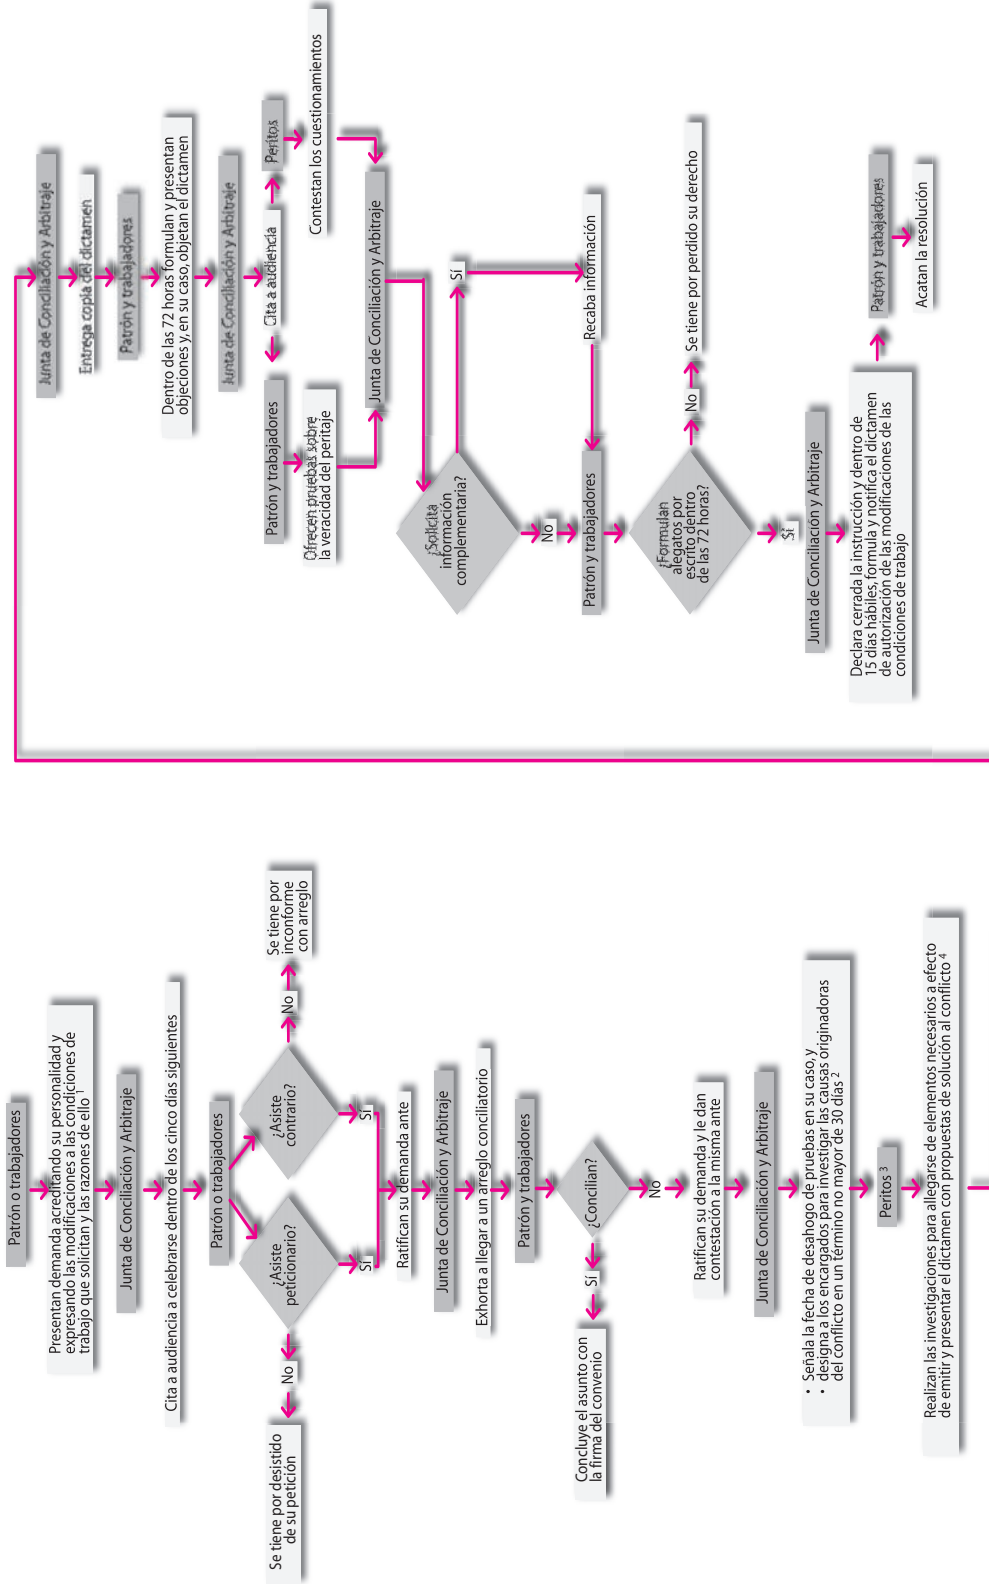 Patrón o trabajadores
Presentan demanda acreditando su personalidad y
expresando las modificaciones a las condiciones de
trabajo que solicitan y las razones de ello 1
Junta de Conciliación y Arbitraje
Cita a audiencia a celebrarse dentro de los cinco días siguientes
Patrón o trabajadores
¿Asiste
peticionario?
¿Asiste
contrario?
No
Se tiene por desistido
de su petición
No
Se tiene por
inconforme
con arreglo
Sí
Sí
Ratifican su demanda ante
Junta de Conciliación y Arbitraje
Exhorta a llegar a un arreglo conciliatorio
Patrón y trabajadores
¿Concilian?
Sí
Concluye el asunto con
la firma del convenio
No
Ratifican su demanda y le dan
contestación a la misma ante
Junta de Conciliación y Arbitraje
• Señala la fecha de desahogo de pruebas en su caso, y
• designa a los encargados para investigar las causas originadoras
del conflicto en un término no mayor de 30 días 2
Peritos 3
Realizan las investigaciones para allegarse de elementos necesarios a efecto
de emitir y presentar el dictamen con propuestas de solución al conflicto 4
Junta de Conciliación y Arbitraje
Entrega copia del dictamen
Patrón y trabajadores
Dentro de las 72 horas formulan y presentan
objeciones y, en su caso, objetan el dictamen
Junta de Conciliación y Arbitraje
Cita a audiencia
Patrón y trabajadores
Peritos
Ofrecen pruebas sobre
la veracidad del peritaje
Contestan los cuestionamientos
Junta de Conciliación y Arbitraje
¿Solicita
información
complementaria?
Sí
Recaba información
No
Patrón y trabajadores
¿Formulan
alegatos por
escrito dentro
de las 72 horas?
No
Se tiene por perdido su derecho
Sí
Junta de Conciliación y Arbitraje
Declara cerrada la instrucción y dentro de
15 días hábiles, formula y notifica el dictamen
de autorización de las modificaciones de las
condiciones de trabajo
Patrón y trabajadores
Acatan la resolución